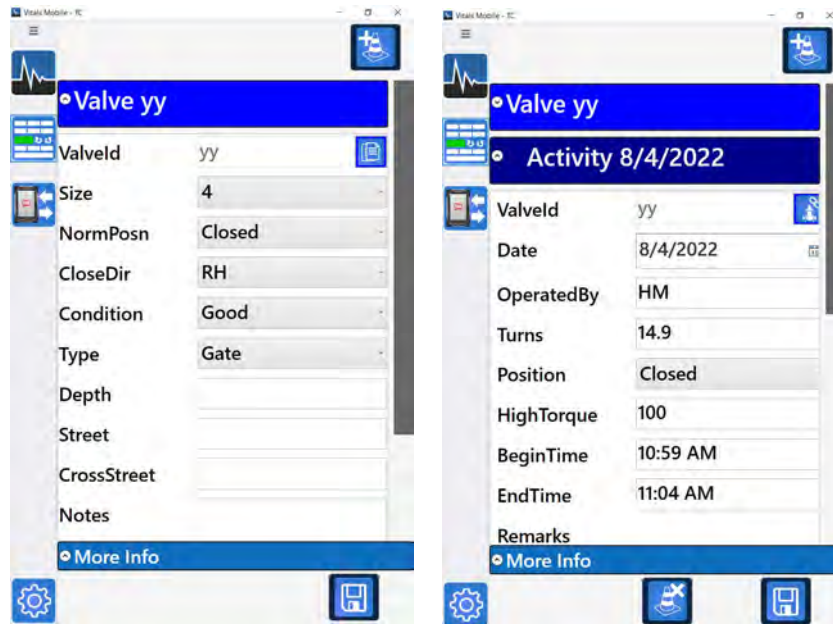 Vitals Mobile - TC
Valve yy
ValveId yy
Size 4
NormPosn Closed
CloseDir RH
Condition Good
Type Gate
Depth
Street
CrossStreet
Notes
More Info
Vitals Mobile - TC
Valve yy
Activity 8/4/2022
ValveId yy
Date 8/4/2022
OperatedBy HM
Turns 14.9
Position Closed
HighTorque 100
BeginTime 10:59 AM
EndTime 11:04 AM
Remarks
More Info